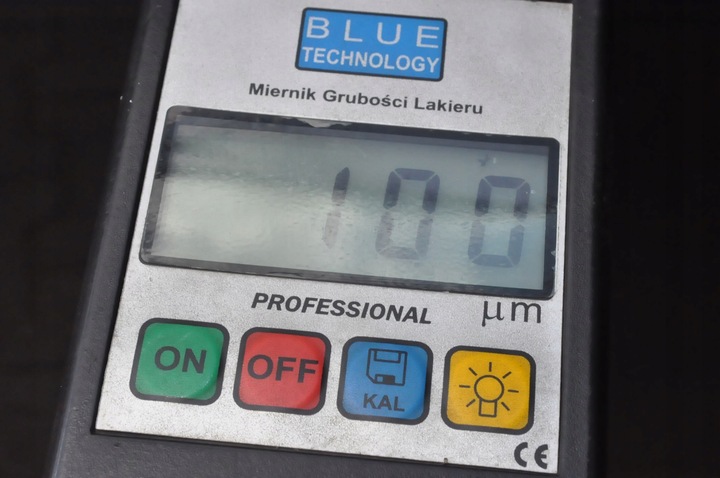 BLUE
TECHNOLOGY
Miernik Grubości Lakieru
100
PROFESSIONAL
μm
ON
OFF
KAL
CE